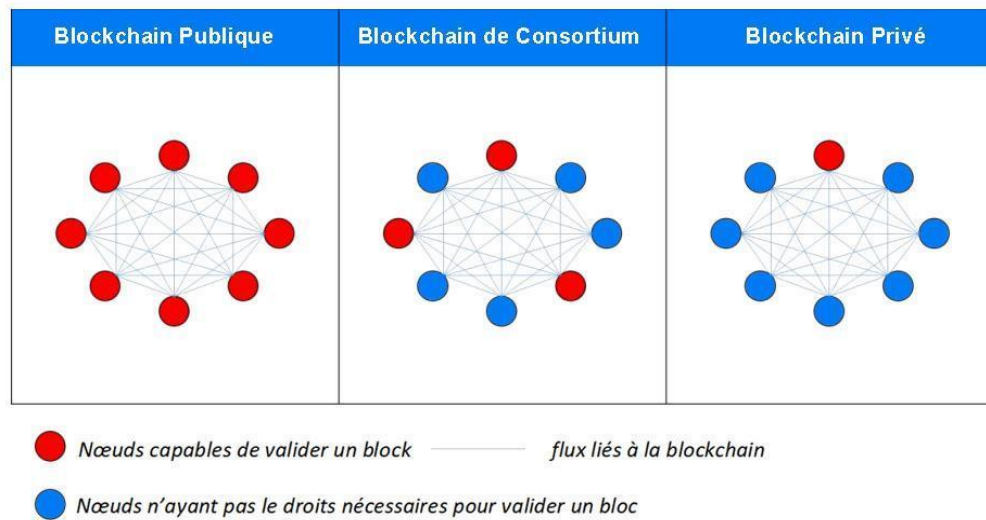 Blockchain Publique
Blockchain de Consortium
Blockchain Privé
Nœuds capables de valider un block
flux liés à la blockchain
Nœuds n'ayant pas le droits nécessaires pour valider un bloc